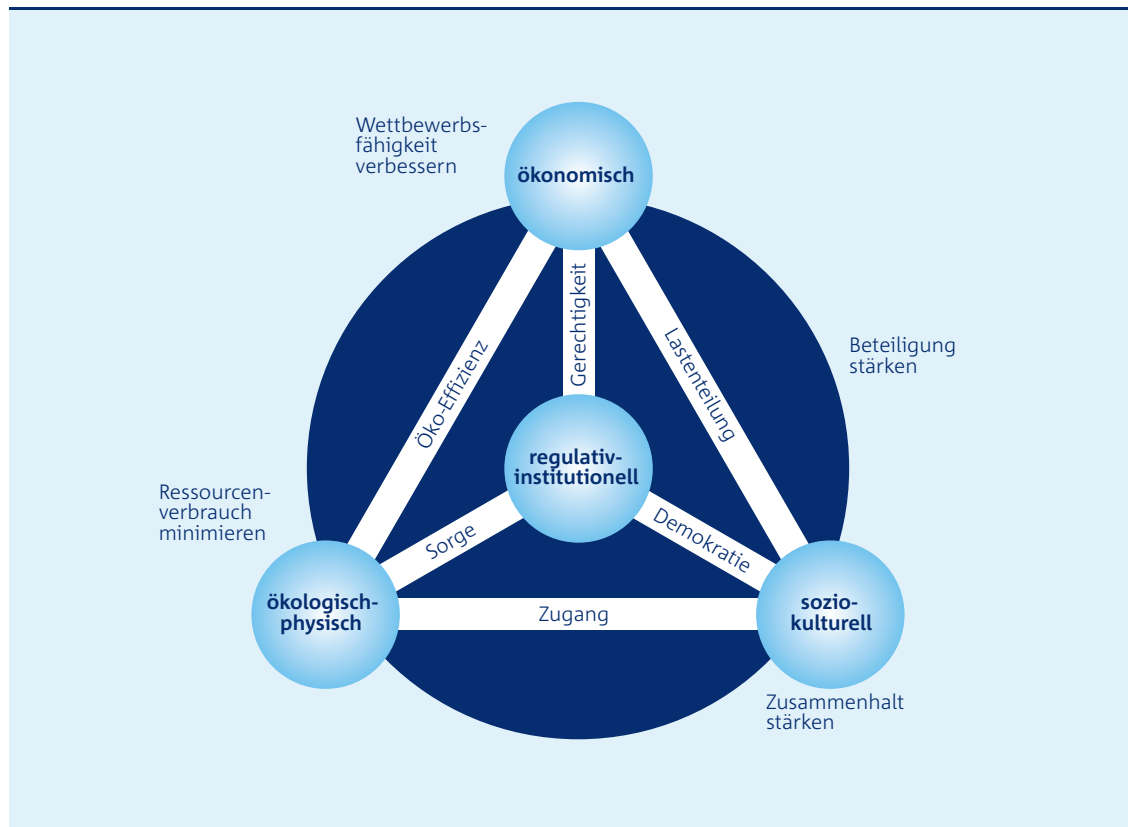 Wettbewerbs-
fähigkeit
verbessern
ökonomisch
Gerechtigkeit
Lastenteilung
Öko-Effizienz
Beteiligung
stärken
regulativ-
institutionell
Ressourcen-
verbrauch
minimieren
Sorge
Demokratie
ökologisch-
physisch
Zugang
sozio-
kulturell
Zusammenhalt
stärken